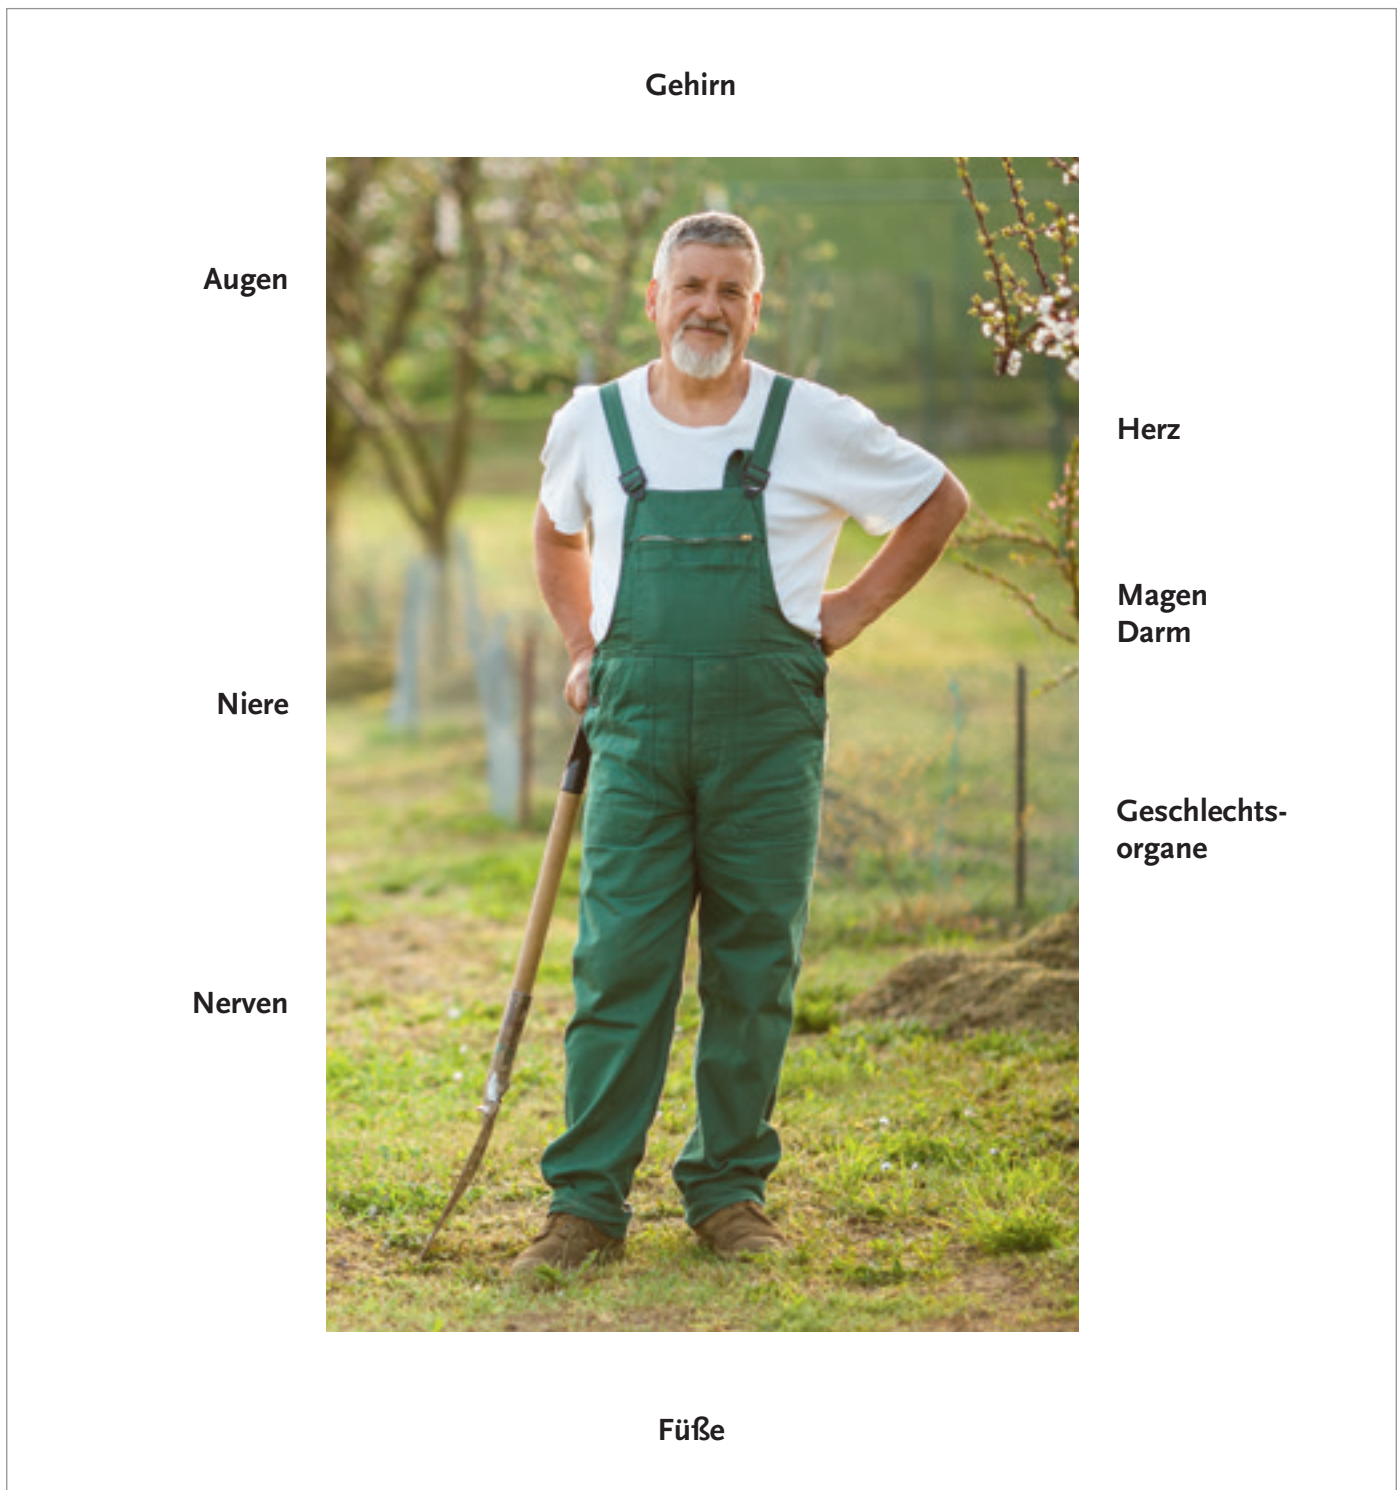 Gehirn
Augen
Herz
Magen
Darm
Niere
Geschlechts-
organe
Nerven
Füße